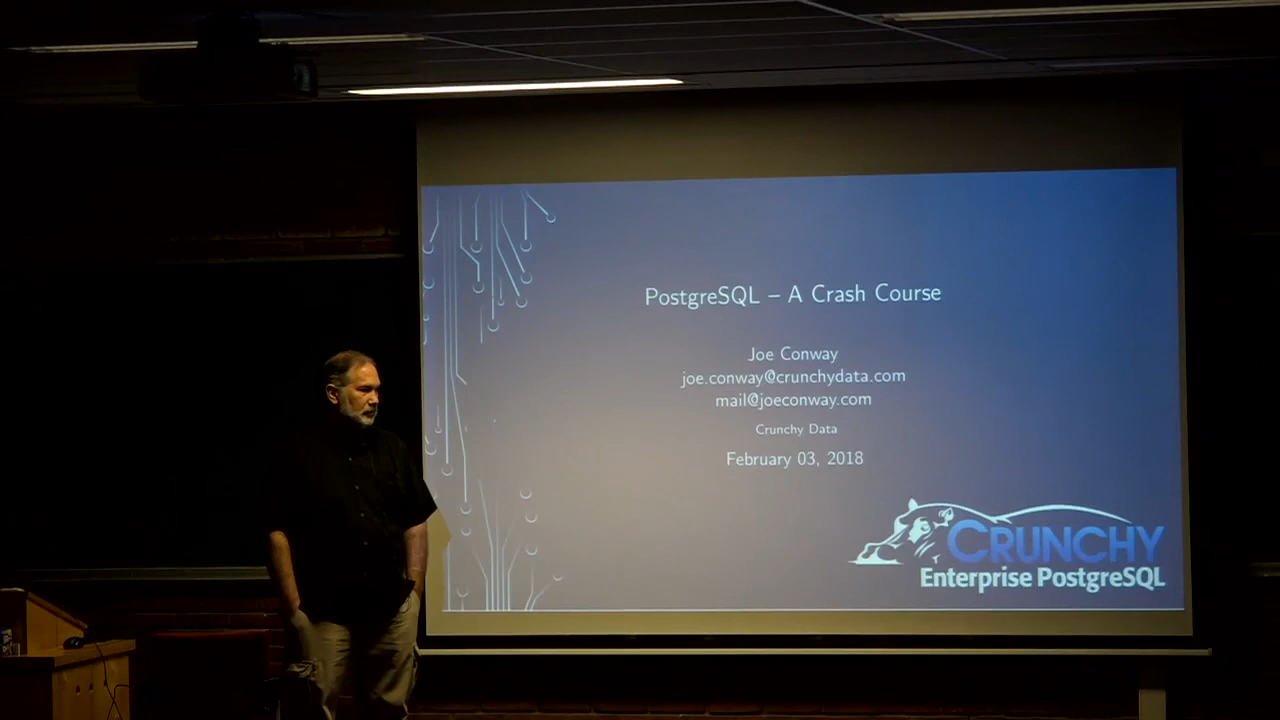 PostgreSQL – A Crash Course
Joe Conway
joe.conway@crunchydata.com
mail@joeconway.com
Crunchy Data
February 03, 2018
CRUNCHY
Enterprise PostgreSQL